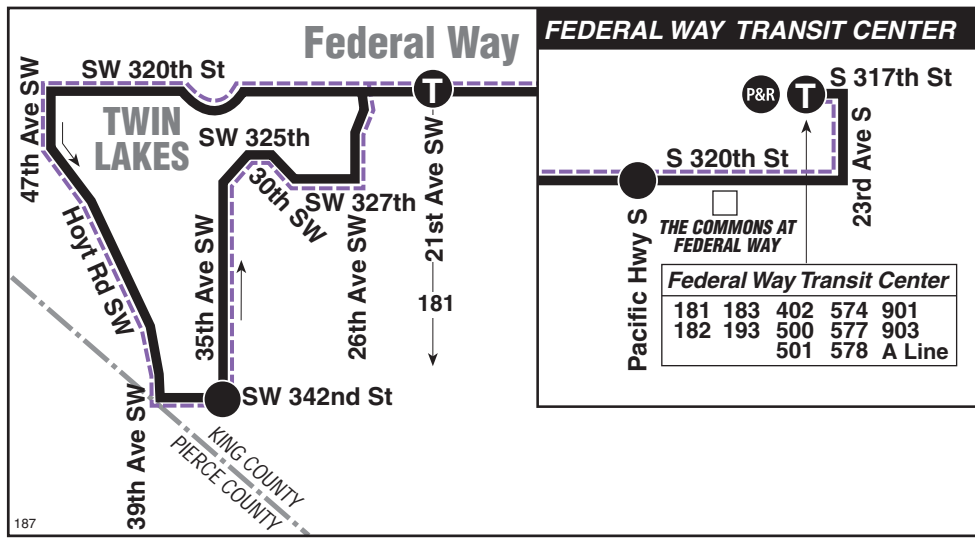 Federal Way
SW 320th St
47th Ave SW
TWIN
LAKES
SW 325th
T
30th SW
SW 327th
Hoyt Rd SW
35th Ave SW
26th Ave SW
21st Ave SW
181
SW 342nd St
39th Ave SW
KING COUNTY
PIERCE COUNTY
187
FEDERAL WAY TRANSIT CENTER
P&R
T
S 317th St
S 320th St
23rd Ave S
Pacific Hwy S
THE COMMONS AT
FEDERAL WAY
Federal Way Transit Center
181 183 402 574 901
182 193 500 577 903
501 578 A Line